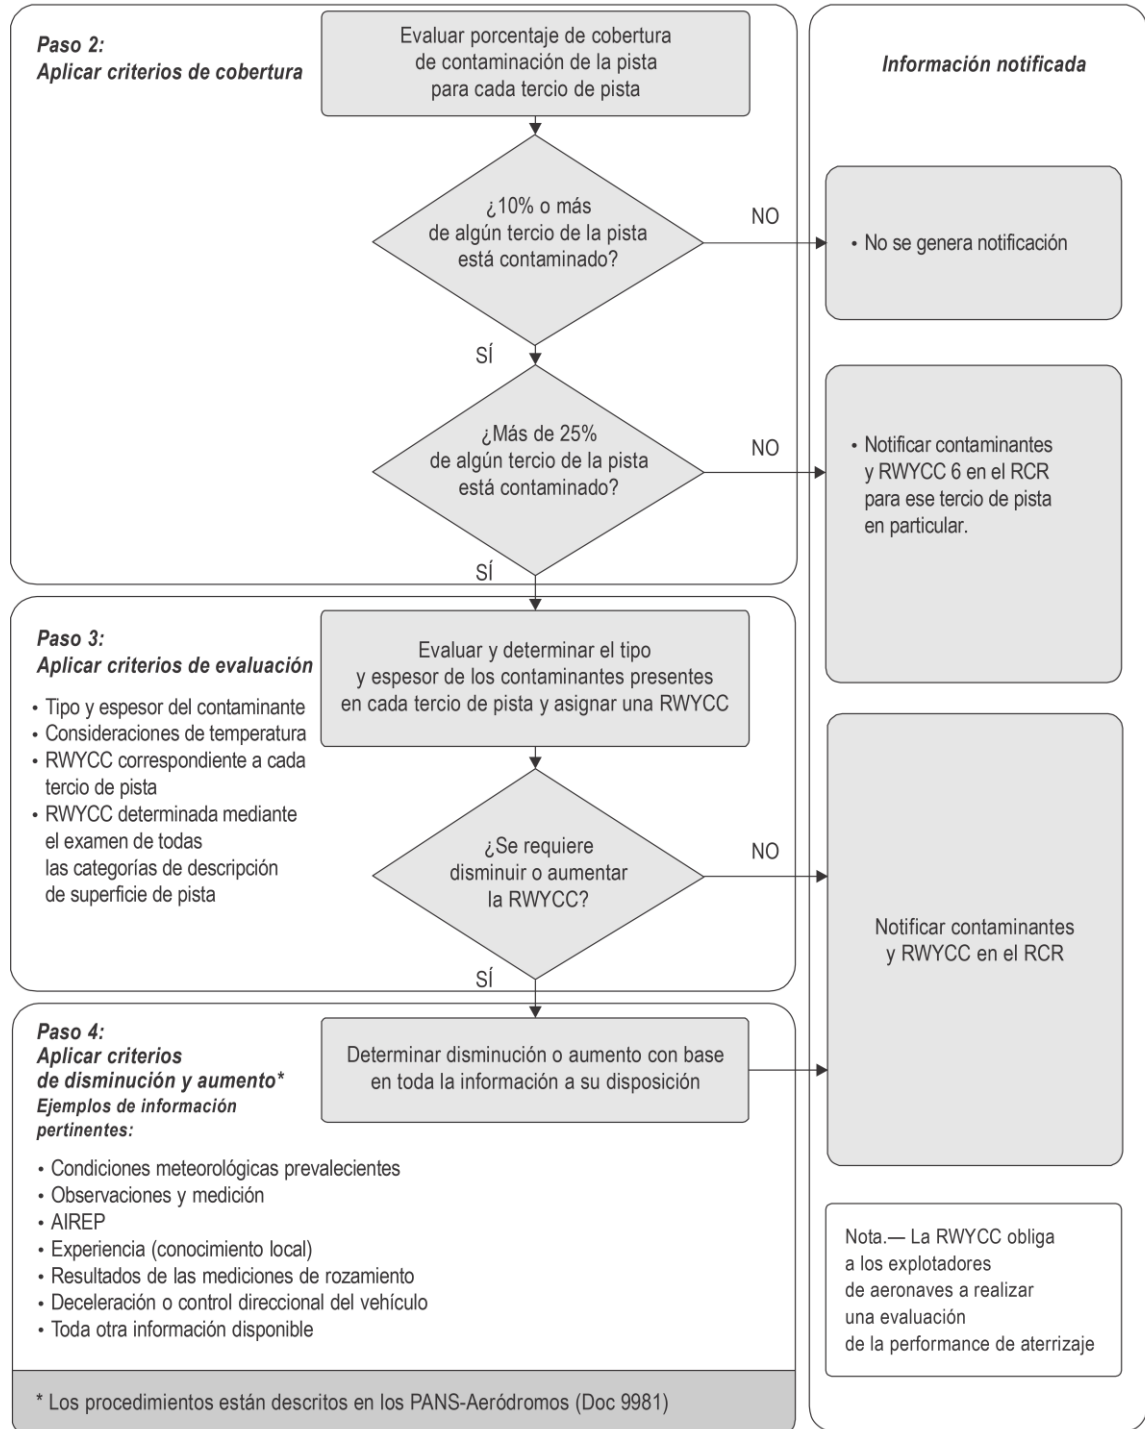 Paso 2:
Aplicar criterios de cobertura
Evaluar porcentaje de cobertura
de contaminación de la pista
para cada tercio de pista
Información notificada
¿10% o más
de algún tercio de la pista
está contaminado?
NO
• No se genera notificación
SÍ
¿Más de 25%
de algún tercio de la pista
está contaminado?
NO
• Notificar contaminantes
y RWYCC 6 en el RCR
para ese tercio de pista
en particular.
SÍ
Paso 3:
Aplicar criterios de evaluación
• Tipo y espesor del contaminante
• Consideraciones de temperatura
• RWYCC correspondiente a cada
tercio de pista
• RWYCC determinada mediante
el examen de todas
las categorías de descripción
de superficie de pista
Evaluar y determinar el tipo
y espesor de los contaminantes presentes
en cada tercio de pista y asignar una RWYCC
¿Se requiere
disminuir o aumentar
la RWYCC?
NO
Notificar contaminantes
y RWYCC en el RCR
SÍ
Paso 4:
Aplicar criterios
de disminución y aumento*
Ejemplos de información
pertinentes:
• Condiciones meteorológicas prevalecientes
• Observaciones y medición
• AIREP
• Experiencia (conocimiento local)
• Resultados de las mediciones de rozamiento
• Deceleración o control direccional del vehículo
• Toda otra información disponible
Determinar disminución o aumento con base
en toda la información a su disposición
Nota.— La RWYCC obliga
a los explotadores
de aeronaves a realizar
una evaluación
de la performance de aterrizaje
* Los procedimientos están descritos en los PANS-Aeródromos (Doc 9981)